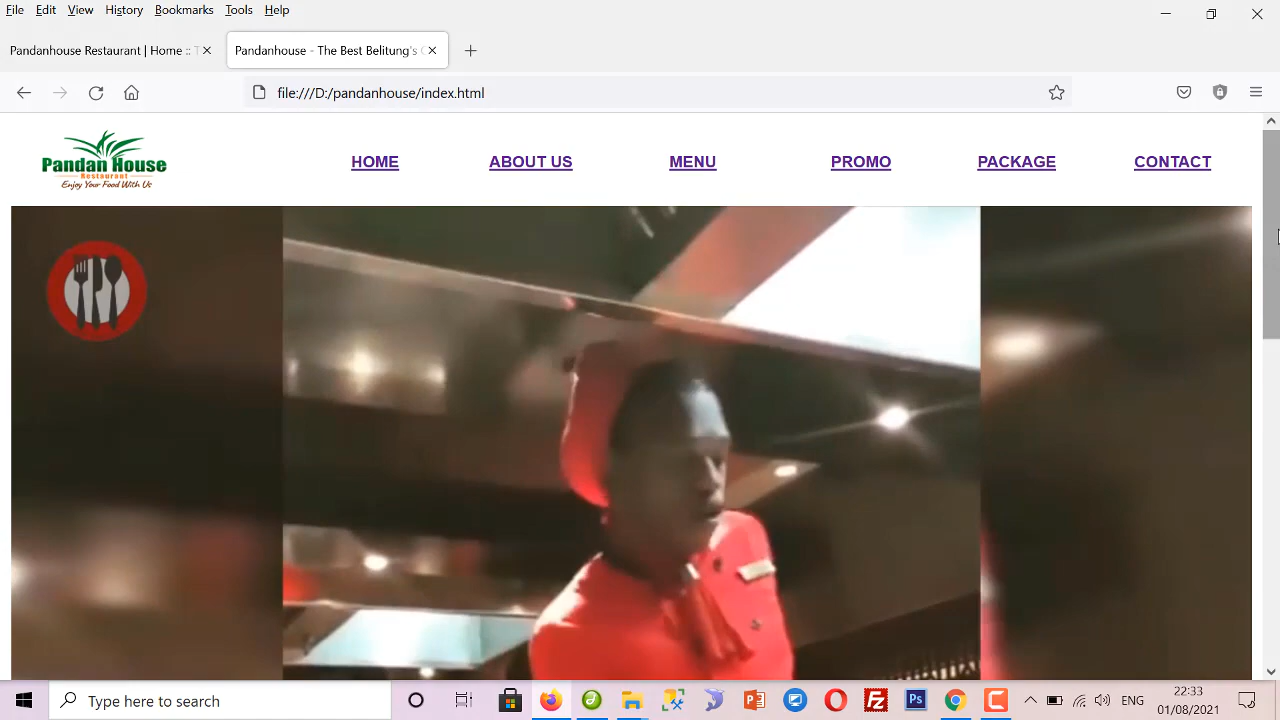 File Edit View History Bookmarks Tools Help
Pandanhouse Restaurant | Home ::
Pandanhouse - The Best Belitung's
file:///D:/pandanhouse/index.html
Pandan House
Restaurant
Enjoy Your Food With Us
HOME ABOUT US MENU PROMO PACKAGE CONTACT
Type here to search
ENG
22:33
01/08/2021
P
Fz
Ps
C